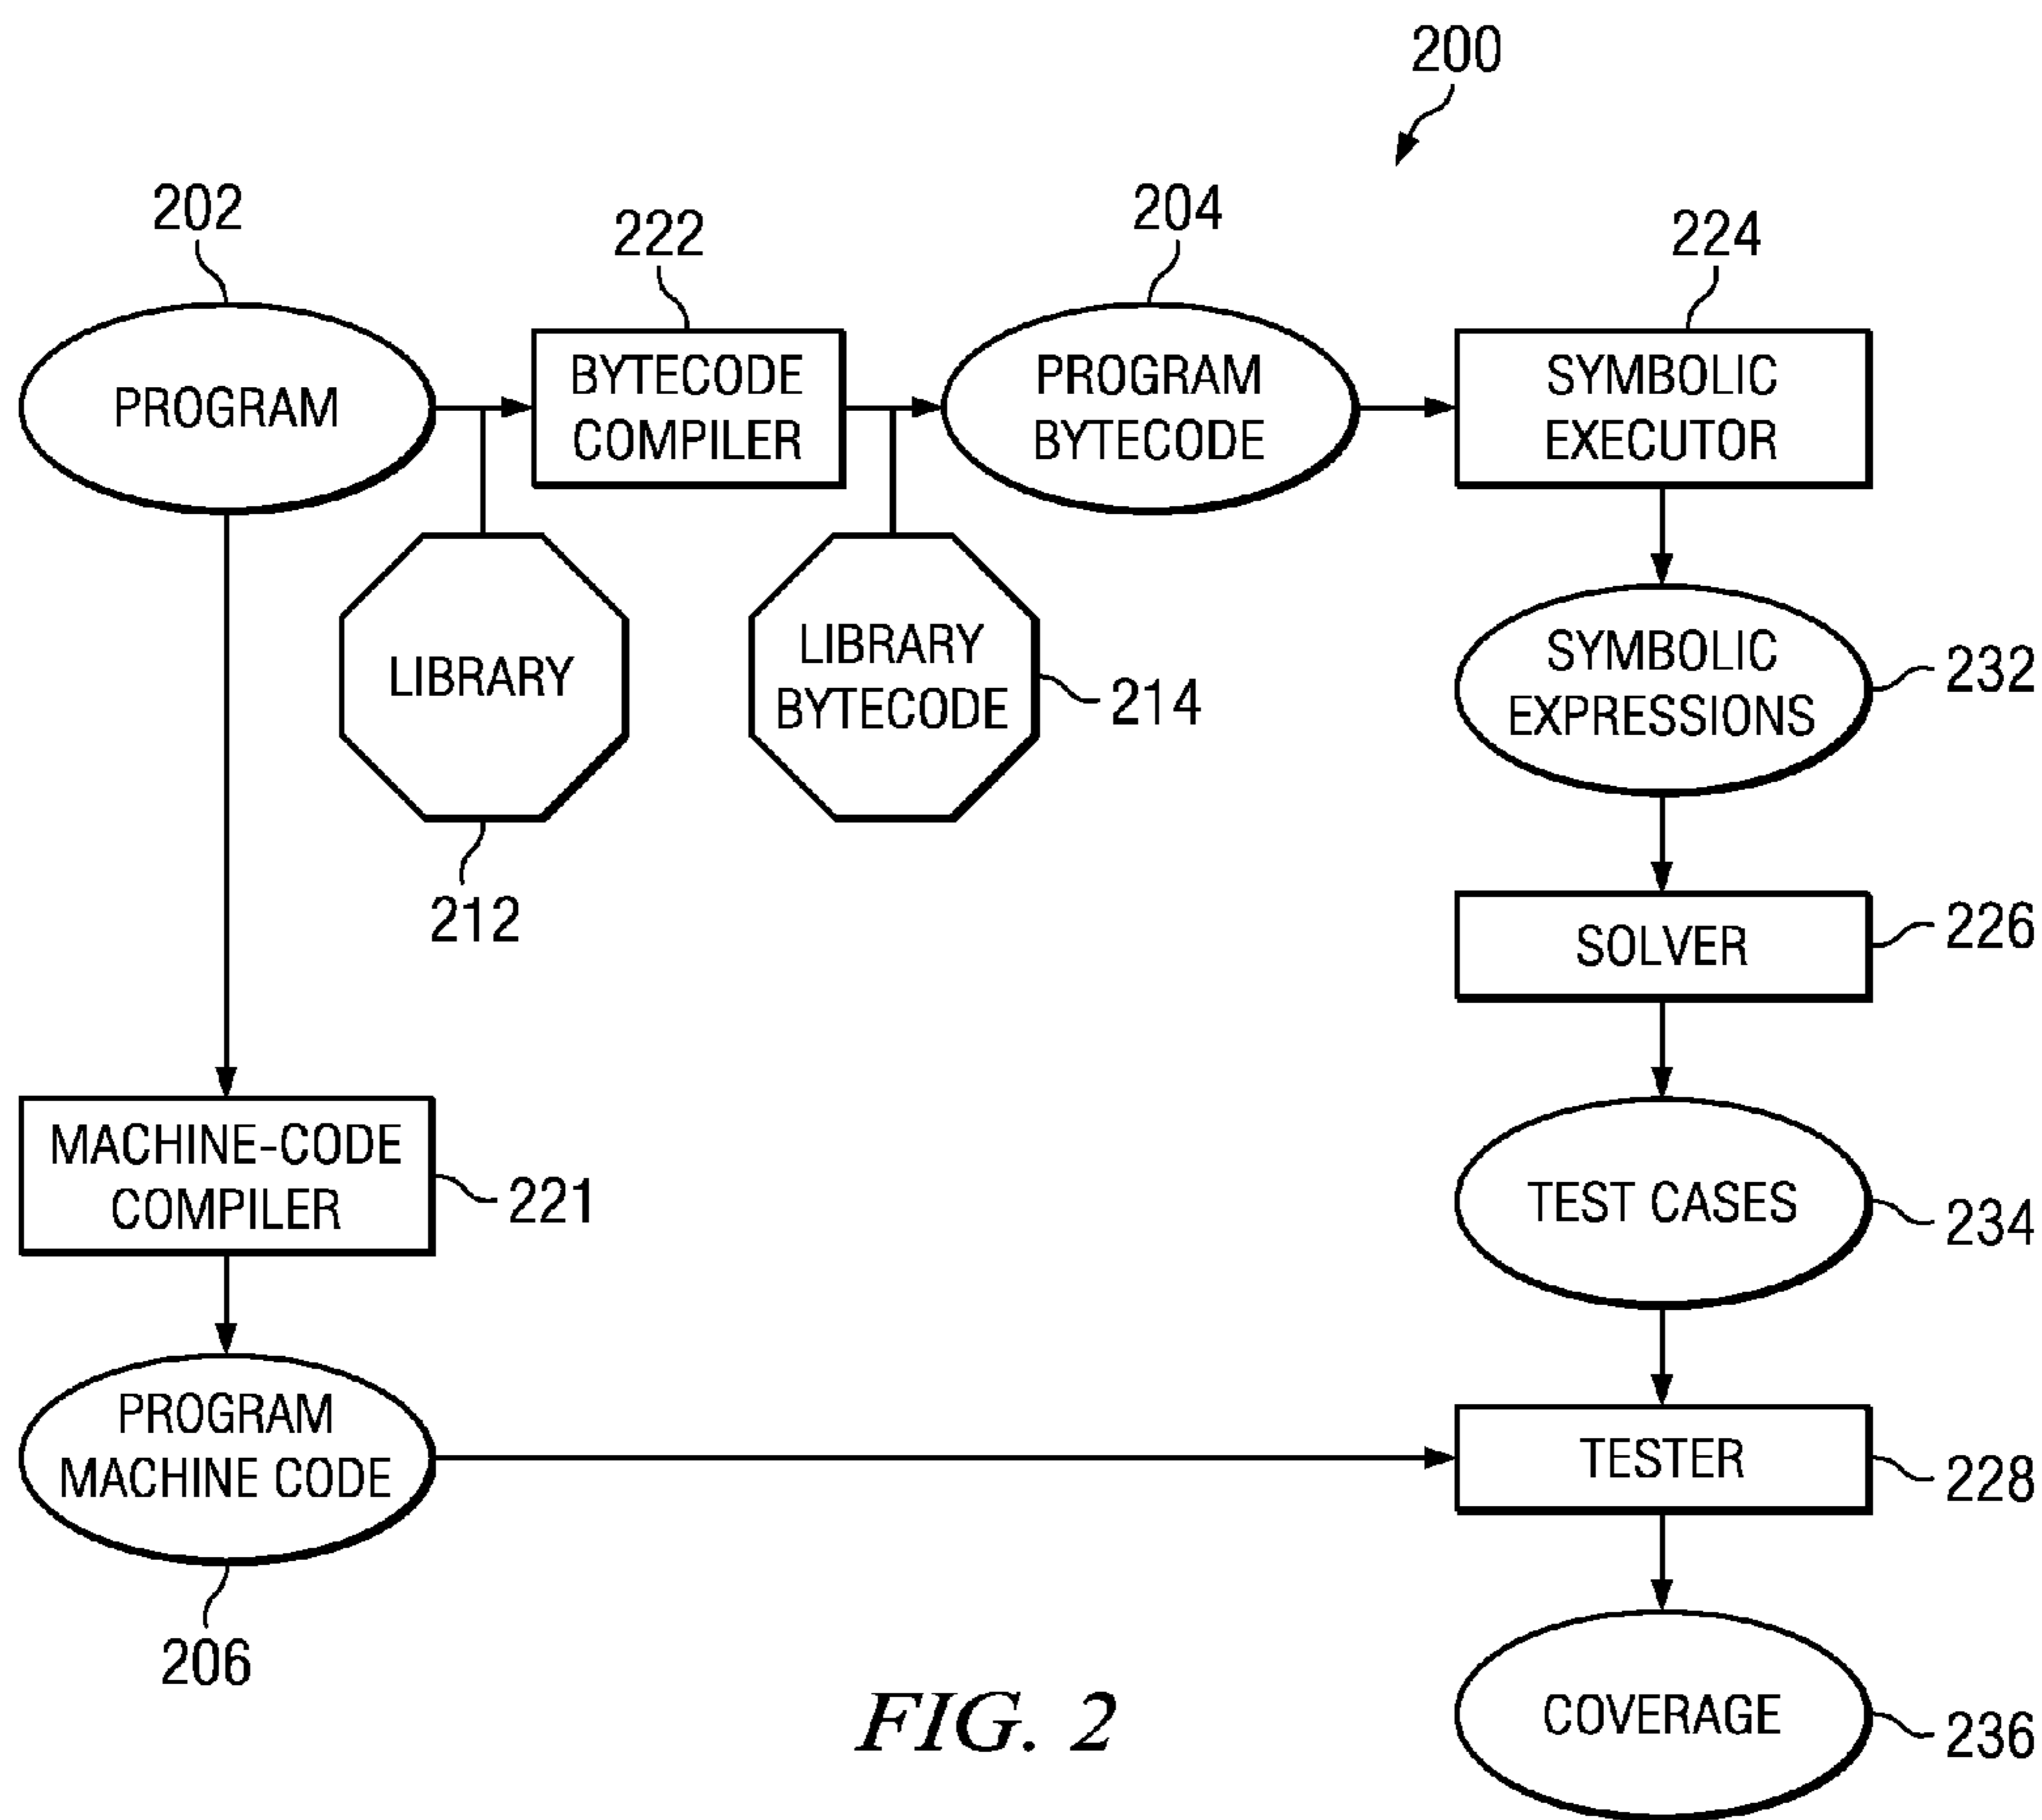 200
202
222
204
224
PROGRAM
BYTECODE
COMPILER
PROGRAM
BYTECODE
SYMBOLIC
EXECUTOR
LIBRARY
212
LIBRARY
BYTECODE
214
SYMBOLIC
EXPRESSIONS
232
SOLVER
226
MACHINE-CODE
COMPILER
221
TEST CASES
234
PROGRAM
MACHINE CODE
206
TESTER
228
COVERAGE
236
FIG. 2